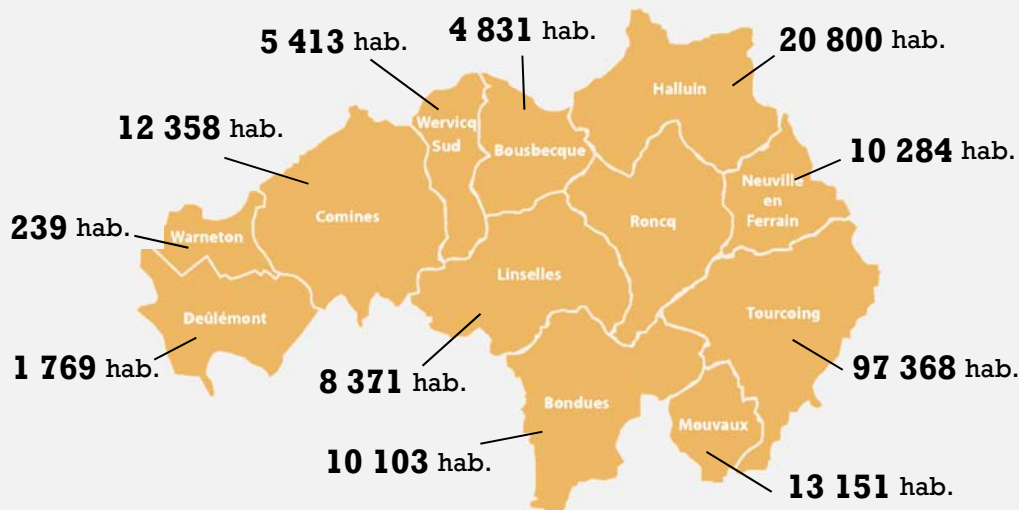 5 413 hab.
4 831 hab.
20 800 hab.
Halluin
12 358 hab.
Wervicq
Sud
Bousbecque
10 284 hab.
Neuville
en
Ferrain
Comines
Roncq
239 hab.
Warneton
Linselles
Deûlémont
Tourcoing
1 769 hab.
8 371 hab.
97 368 hab.
Bondues
Mouvaux
10 103 hab.
13 151 hab.